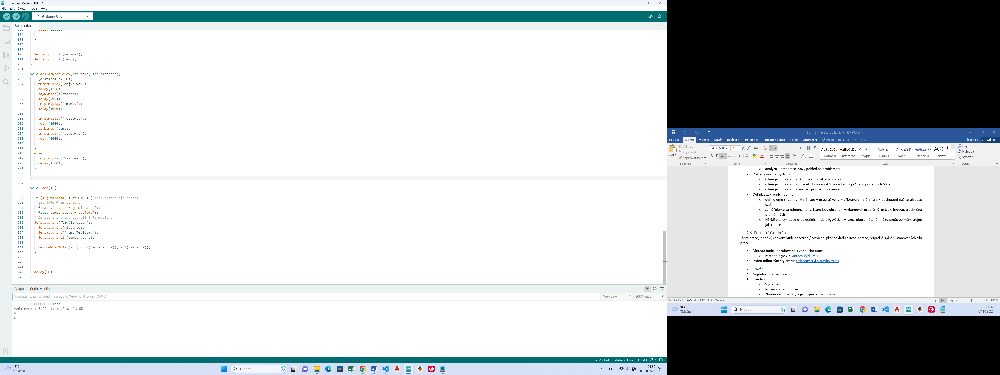 Seminarka | Arduino IDE 2.1.1
File Edit Sketch Tools Help
Arduino Uno
Seminarka.ino
193 delay(1200);
194
195 }
196
197
198 Serial.println(decimal);
199 Serial.println(rest);
200 }
201
202 void desideWhatToSay(int temp, int distance){
203 if(distance <= 50){
204 tmrpcm.play("objVz.wav");
205 delay(1200);
206 sayNumber(distance);
207 delay(500);
208 tmrpcm.play("cm.wav");
209 delay(1000);
210
211 tmrpcm.play("TeJe.wav");
212 delay(1000);
213 sayNumber(temp);
214 tmrpcm.play("stup.wav");
215 delay(1000);
216
217 }
218 else{
219 tmrpcm.play("VzPv.wav");
220 delay(1500);
221 }
222
223 }
224
225 void loop() {
226
227 if (digitalRead(2) == HIGH) { //if button pin presed
228 //get info from sensors
229 float distance = getDistance();
230 float temperature = getTemp();
231 //Serial print and say all informations
232 Serial.print("Vzdálenost: ");
233 Serial.print(distance);
234 Serial.print(" cm, Teplota:");
235 Serial.println(temperature);
236
237 desideWhatToSay(int(round(temperature)), int(distance));
238 }
239
240
241
242 delay(20);
243 }
244
Output Serial Monitor
Message (Enter to send message to 'Arduino Uno' on 'COM3')
New Line 9600 baud
Test
Vzdálenost: 6.00 cm, Teplota:32.55
0
6
Ln 223, Col 2 Arduino Uno on COM3 2
18°C
Oblačno
Hledat
CES
21:32
07.10.2023
Seminární práce_požadavky (1) - Word
Soubor Domů Vložení Návrh Rozložení Reference Korespondence Revize Zobrazení Řekněte mi, co chcete udělat... Přihlásit se Sdílet
Vložit
Vyjmout
Kopírovat
Kopírovat formát
Schránka
Calibri (Základ 11
B I U abc X₂ X²
Písmo
Odstavec
AaBbCcDc AaBbCcDc AaBbCc AaBbCcC AaBbCcD AaBbCcDd AaB
¶ Normální ¶ Bez mezer Nadpis 1 Nadpis 2 Nadpis 3 Nadpis 4 Název
Styly
Najít
Nahradit
Vybrat
Úpravy
o analýza, komparace, nový pohled na problematiku…
• Příklady nevhodných cílů
o Cílem je poukázat na škodlivost návykových látek…
o Cílem je poukázat na úpadek chování žáků ve školách v průběhu posledních 50 let.
o Cílem je poukázat na význam primární prevence…²
• Definice základních pojmů
o definujeme si pojmy, které jsou v práci užívány – připravujeme čtenáře k pochopení naší analytické
části
o zaměřujeme se zejména na ty, které jsou obsahem výzkumných problémů, otázek, hypotéz a zejména
proměnných
o NEJDE o encyklopedickou definici – jde o vysvětlení v rámci oboru – čtenář má rozumět pojmům stejně
jako autor
2.6. Praktická část práce
Jádro práce, jehož výsledkem bude potvrzení/vyvrácení předpokladů z úvodu práce, případně splnění stanovených cílů
práce
▪ Metoda bude konzultována s vedoucím práce
o metodologie viz Metody výzkumu
▪ Psáno odborným stylem viz Odborný styl a stavba textu
2.7. Závěr
▪ Nejdůležitější část práce
▪ Uvedení
o Výsledků
o Možností dalšího využití
o Zhodnocení metody a její úspěšnosti/dosahu
Stránka 2 z 4 Počet slov: 947 Čeština 100 %
18°C
Oblačno
Hledat
21:32
07.10.2023